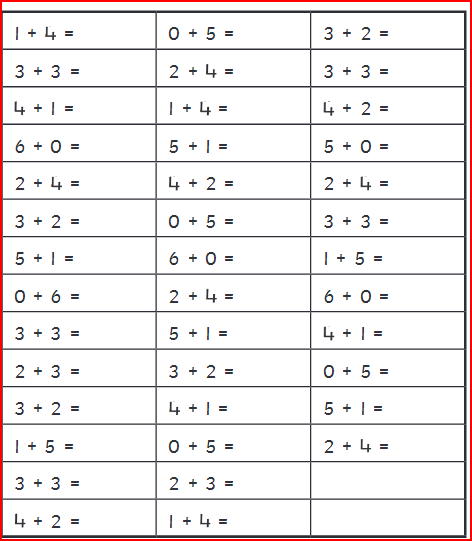 1 + 4 = 0 + 5 = 3 + 2 =
3 + 3 = 2 + 4 = 3 + 3 =
4 + 1 = 1 + 4 = 4 + 2 =
6 + 0 = 5 + 1 = 5 + 0 =
2 + 4 = 4 + 2 = 2 + 4 =
3 + 2 = 0 + 5 = 3 + 3 =
5 + 1 = 6 + 0 = 1 + 5 =
0 + 6 = 2 + 4 = 6 + 0 =
3 + 3 = 5 + 1 = 4 + 1 =
2 + 3 = 3 + 2 = 0 + 5 =
3 + 2 = 4 + 1 = 5 + 1 =
1 + 5 = 0 + 5 = 2 + 4 =
3 + 3 = 2 + 3 =
4 + 2 = 1 + 4 =